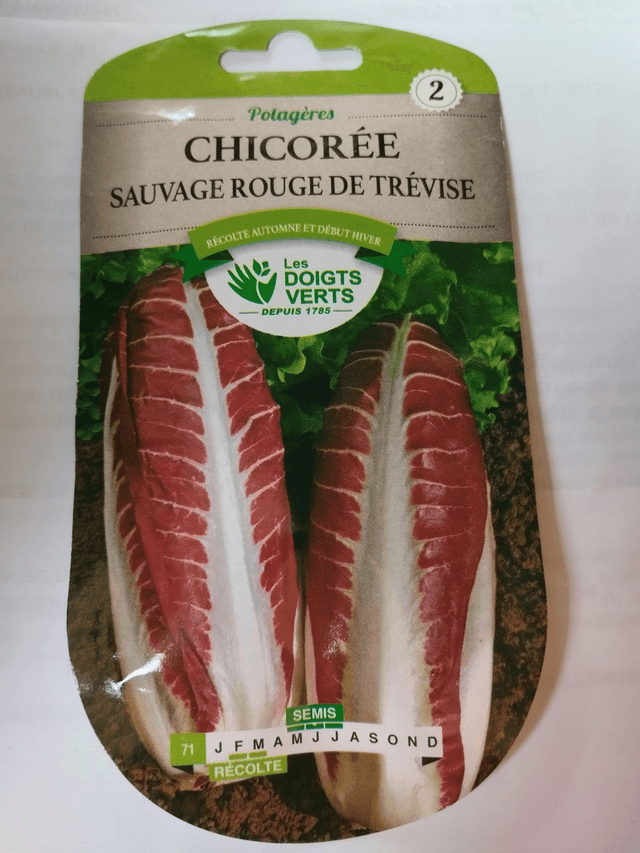 2
Potagères
CHICORÉE
SAUVAGE ROUGE DE TRÉVISE
RÉCOLTE AUTOMNE ET DÉBUT HIVER
Les
DOIGTS
VERTS
DEPUIS 1785
SEMIS
71 J F M A M J J A S O N D
RÉCOLTE